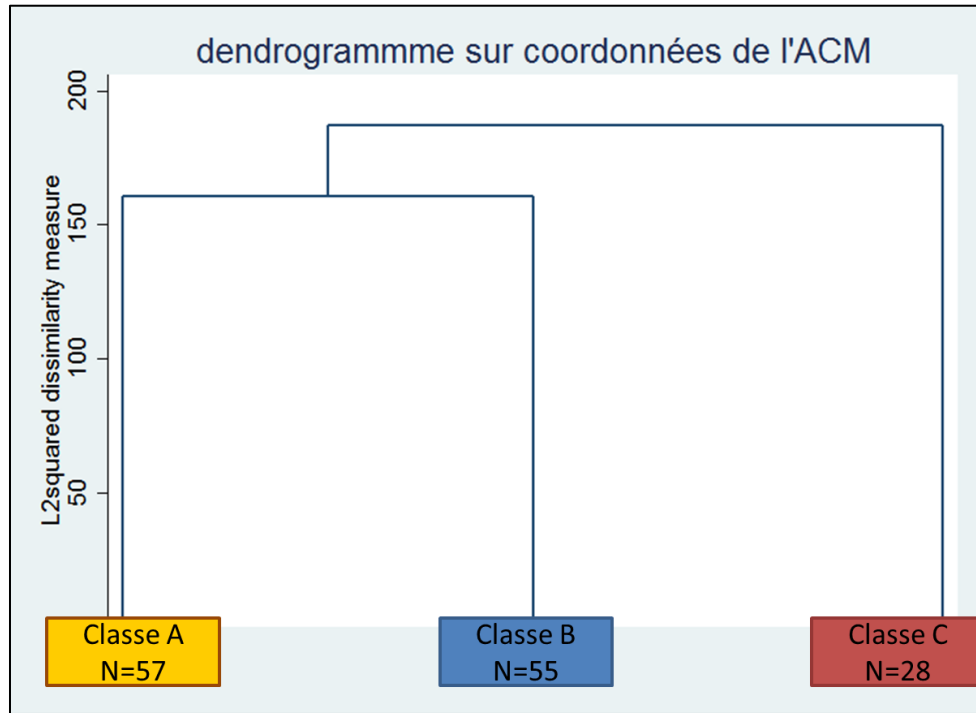 dendrogrammme sur coordonnées de l'ACM
L2squared dissimilarity measure
200
150
100
50
Classe A
N=57
Classe B
N=55
Classe C
N=28